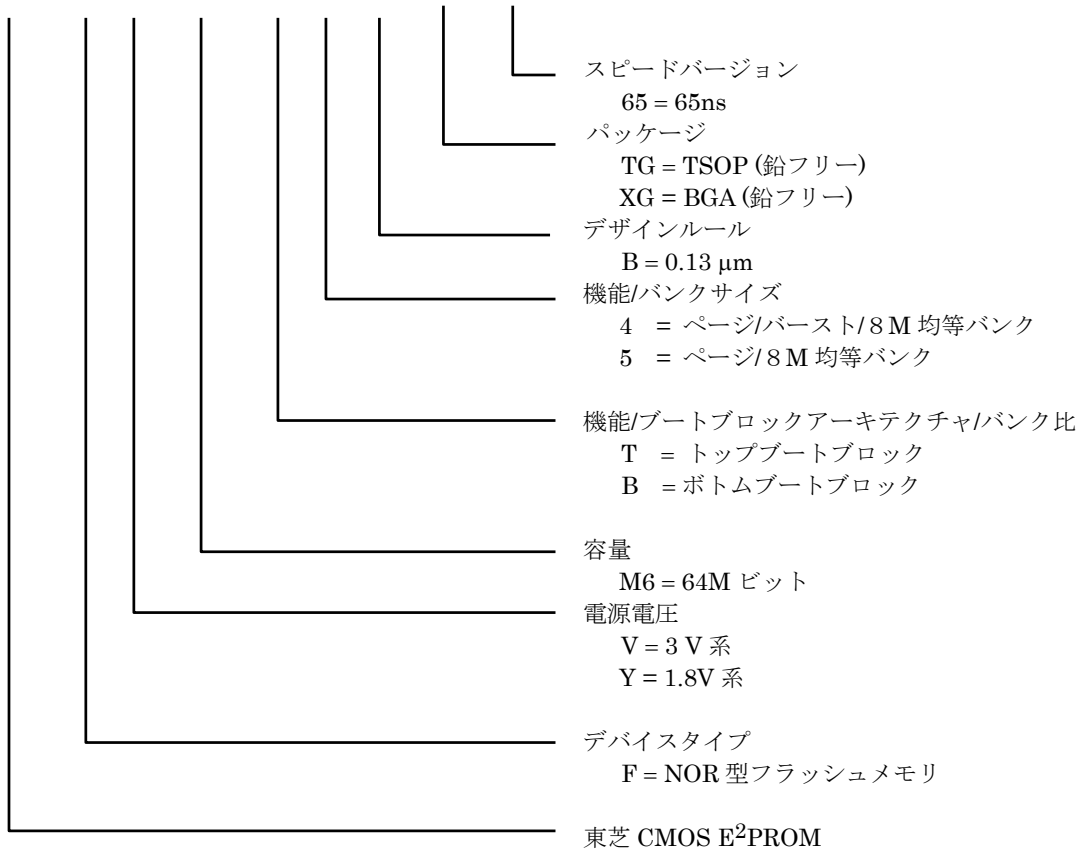 スピードバージョン
65 = 65ns
パッケージ
TG = TSOP (鉛フリー)
XG = BGA (鉛フリー)
デザインルール
B = 0.13 μm
機能/バンクサイズ
4 = ページ/バースト/８M 均等バンク
5 = ページ/８M 均等バンク
機能/ブートブロックアーキテクチャ/バンク比
T = トップブートブロック
B =ボトムブートブロック
容量
M6 = 64M ビット
電源電圧
V = 3 V 系
Y = 1.8V 系
デバイスタイプ
F = NOR 型フラッシュメモリ
東芝 CMOS E²PROM